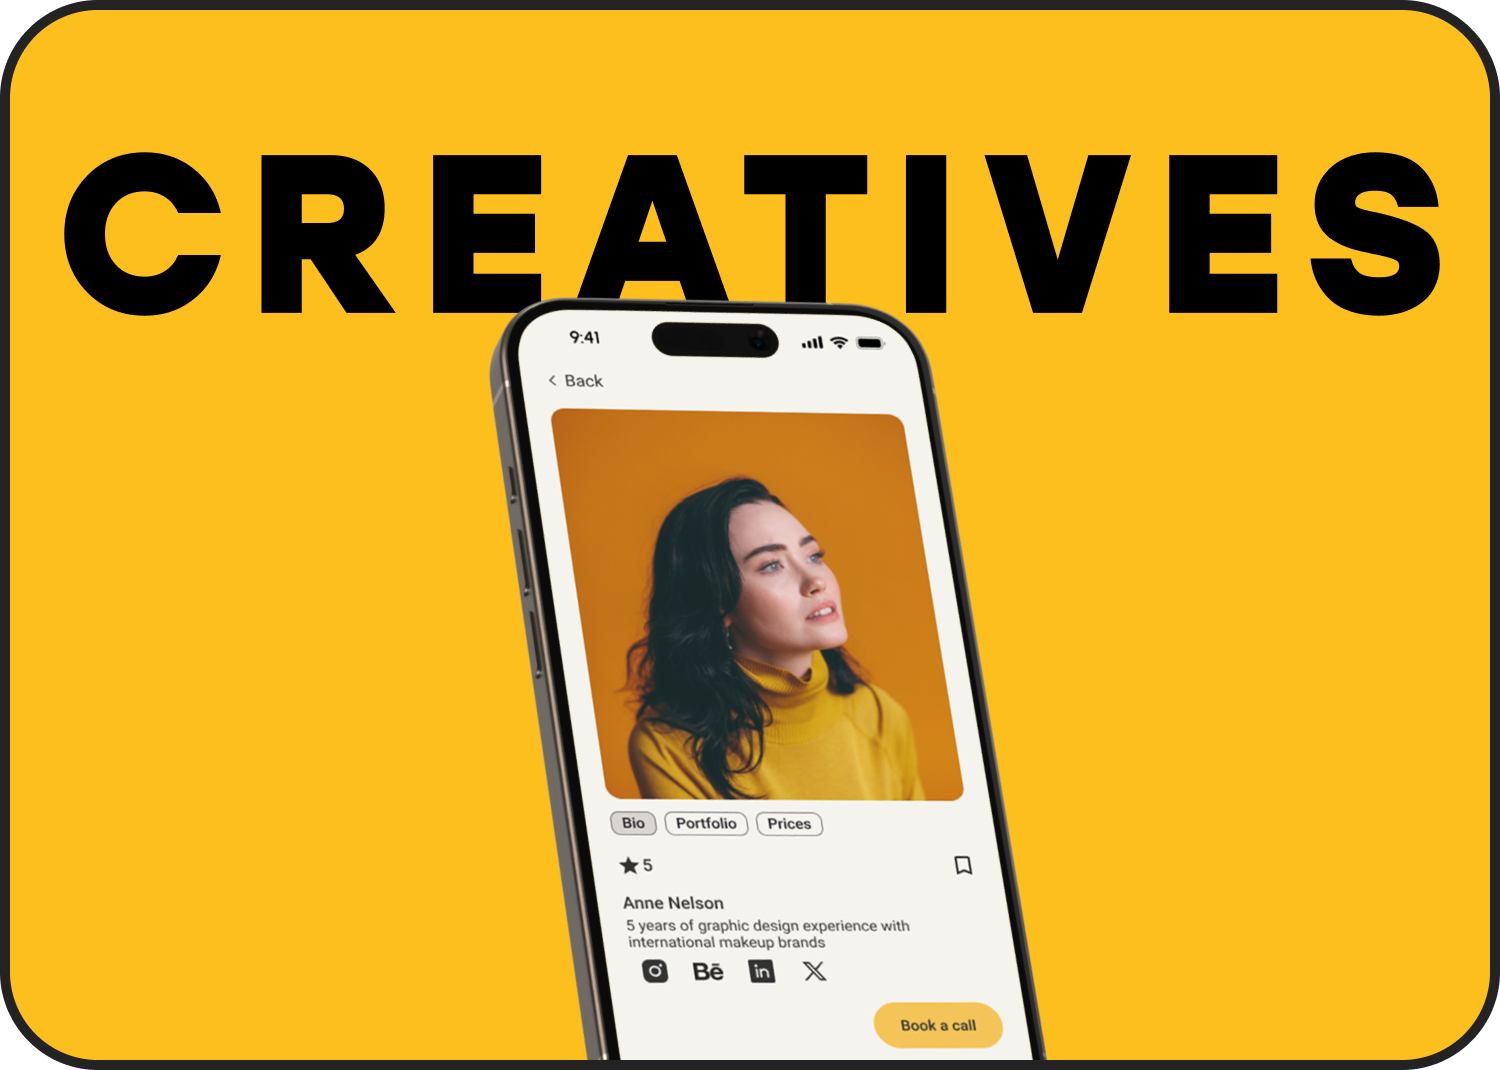 CREATIVES
9:41
Back
Bio Portfolio Prices
5
Anne Nelson
5 years of graphic design experience with
international makeup brands
Bē in X
Book a call